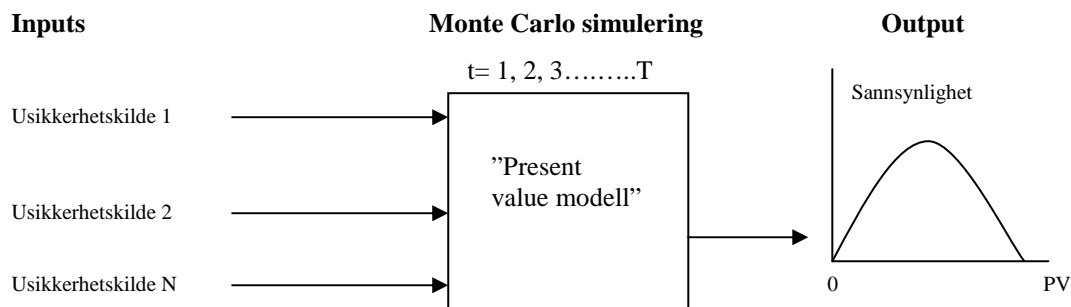 Inputs
Monte Carlo simulering
Output
t= 1, 2, 3……...T
Sannsynlighet
Usikkerhetskilde 1
”Present
value modell”
Usikkerhetskilde 2
Usikkerhetskilde N
0
PV